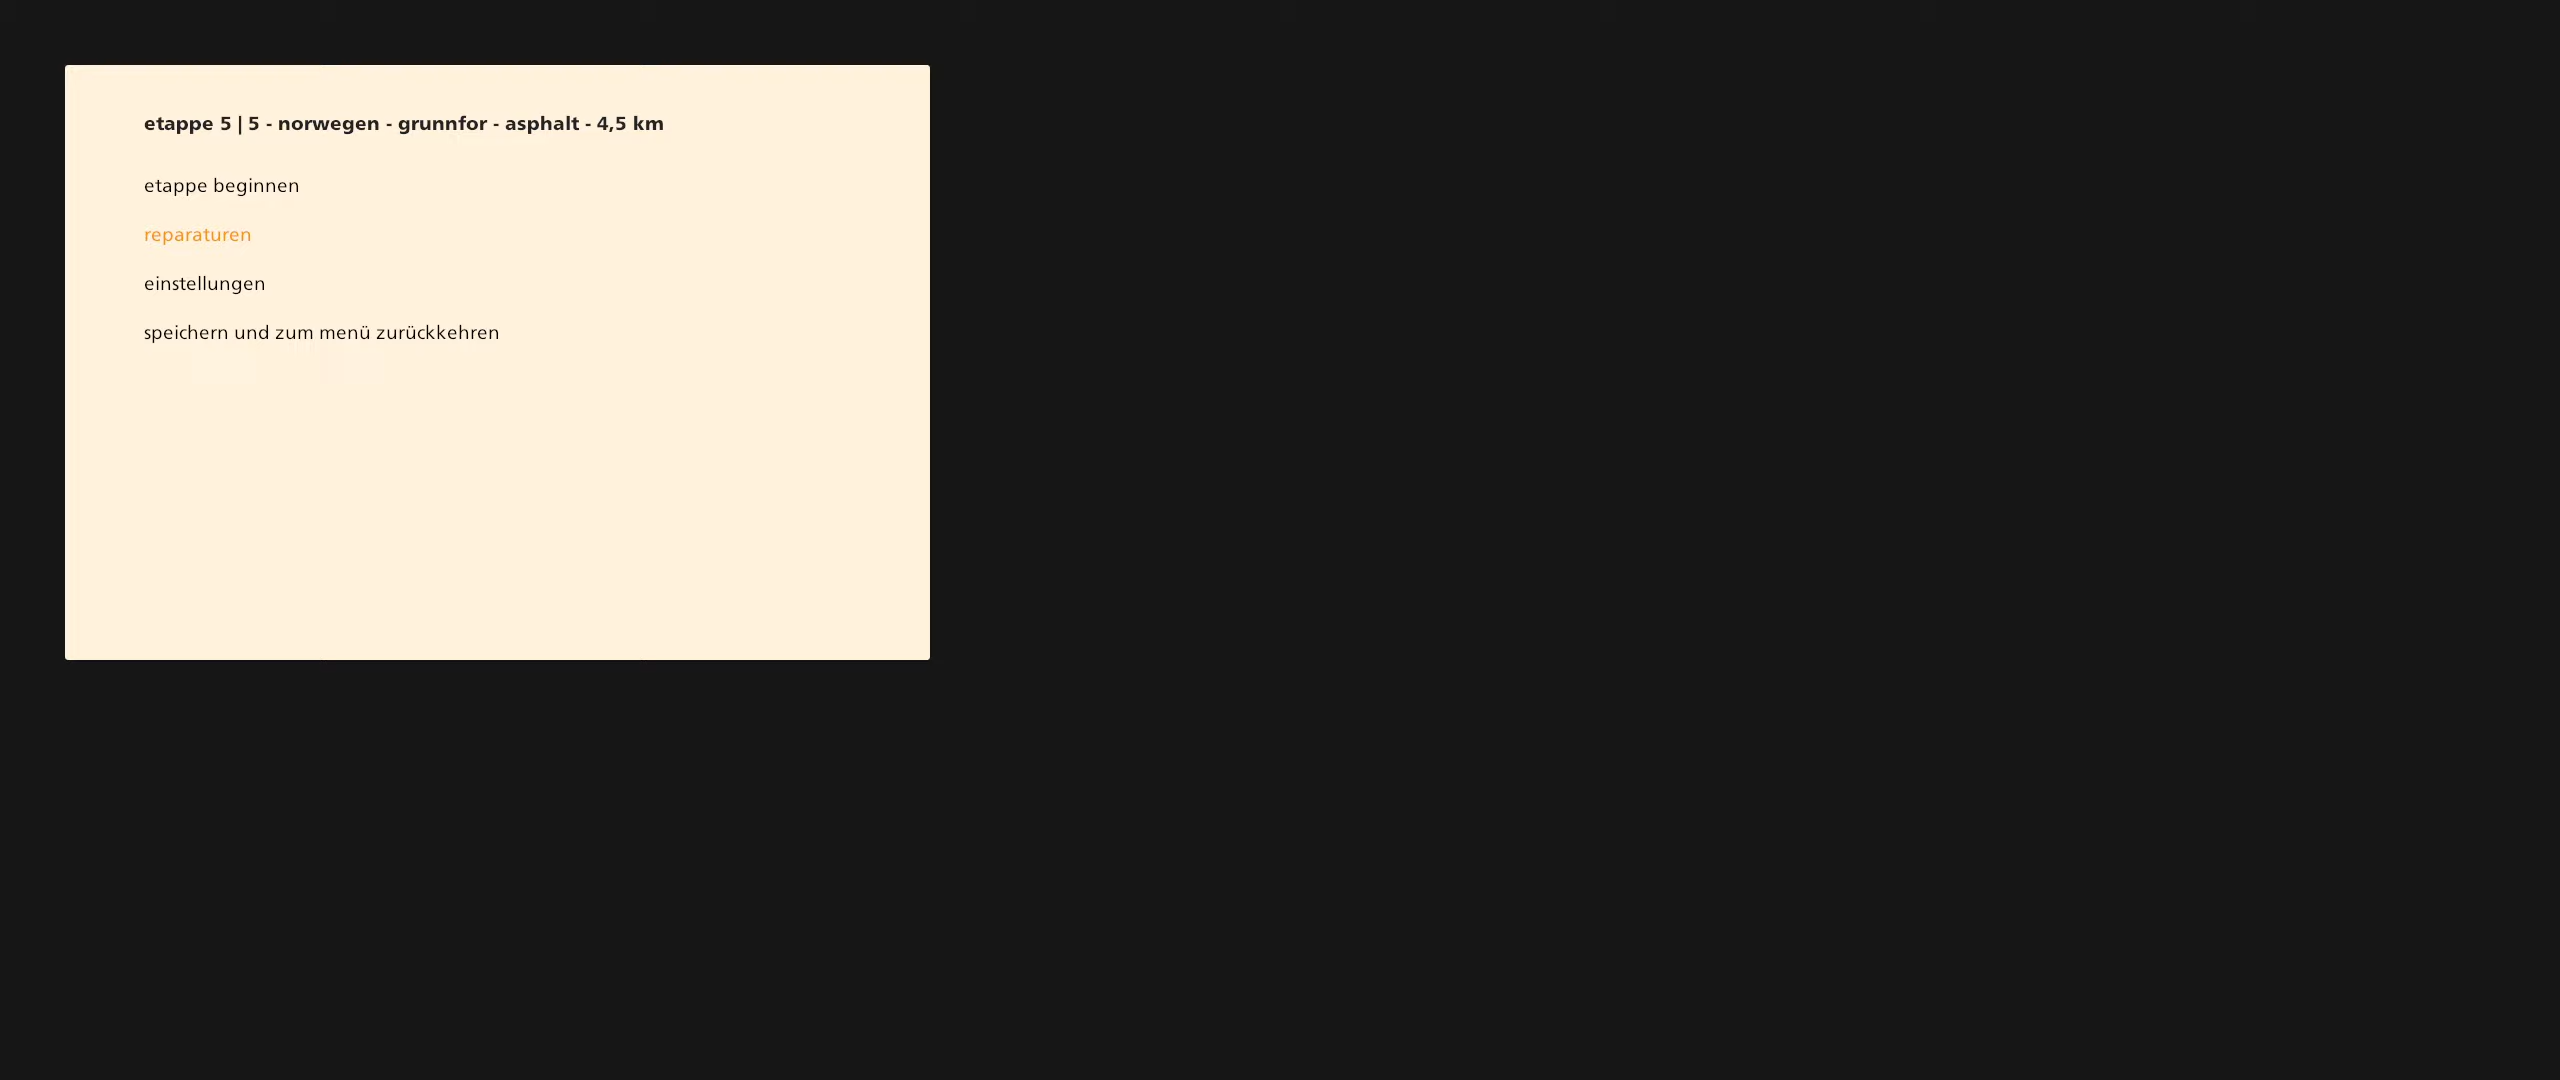 etappe 5 | 5 - norwegen - grunnfor - asphalt - 4,5 km
etappe beginnen
reparaturen
einstellungen
speichern und zum menü zurückkehren